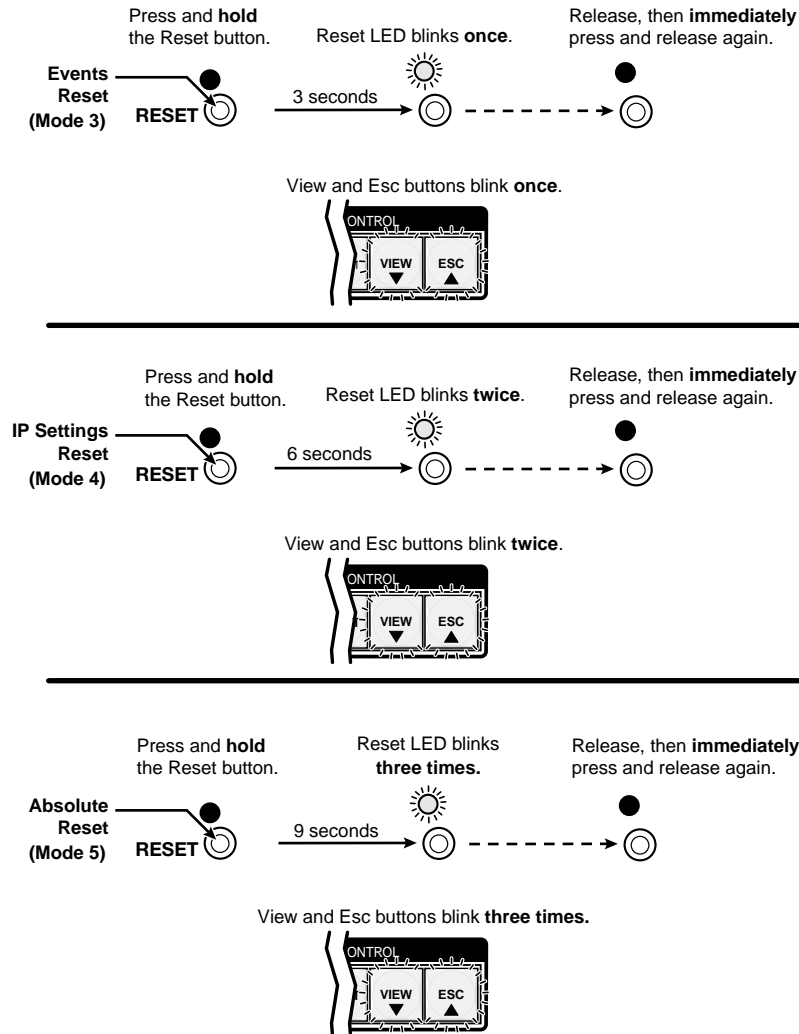 Press and hold
the Reset button.
Reset LED blinks once.
Release, then immediately
press and release again.
Events
Reset
(Mode 3)
RESET
3 seconds
View and Esc buttons blink once.
ONTROL
VIEW
ESC
Press and hold
the Reset button.
Reset LED blinks twice.
Release, then immediately
press and release again.
IP Settings
Reset
(Mode 4)
RESET
6 seconds
View and Esc buttons blink twice.
ONTROL
VIEW
ESC
Press and hold
the Reset button.
Reset LED blinks
three times.
Release, then immediately
press and release again.
Absolute
Reset
(Mode 5)
RESET
9 seconds
View and Esc buttons blink three times.
ONTROL
VIEW
ESC